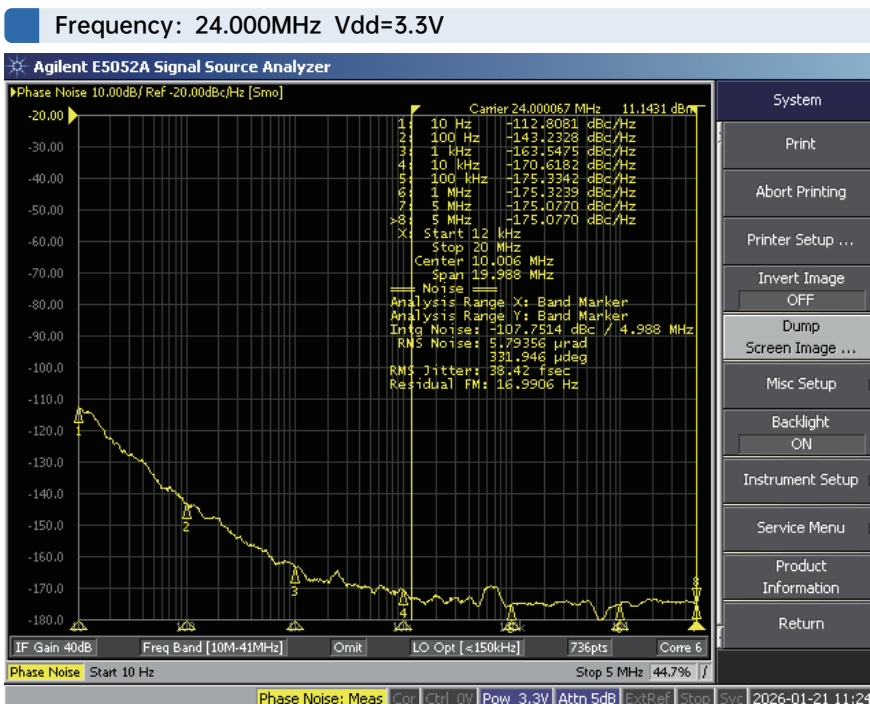 Frequency: 24.000MHz Vdd=3.3V
Agilent E5052A Signal Source Analyzer
Phase Noise 10.00dB/ Ref -20.00dBc/Hz [Smo]
Carrier 24.000067 MHz 11.1431 dBm
1: 10 Hz -112.8081 dBc/Hz
2: 100 Hz -143.2328 dBc/Hz
3: 1 kHz -163.5475 dBc/Hz
4: 10 kHz -170.6182 dBc/Hz
5: 100 kHz -175.3342 dBc/Hz
6: 1 MHz -175.3239 dBc/Hz
7: 5 MHz -175.0770 dBc/Hz
>8: 5 MHz -175.0770 dBc/Hz
X: Start 12 kHz
Stop 20 MHz
Center 10.006 MHz
Span 19.988 MHz
=== Noise ===
Analysis Range X: Band Marker
Analysis Range Y: Band Marker
Intg Noise: -107.7514 dBc / 4.988 MHz
RMS Noise: 5.79356 µrad
331.946 µdeg
RMS Jitter: 38.42 fsec
Residual FM: 16.9906 Hz
-20.00
-30.00
-40.00
-50.00
-60.00
-70.00
-80.00
-90.00
-100.0
-110.0
-120.0
-130.0
-140.0
-150.0
-160.0
-170.0
-180.0
1
2
3
4
8
IF Gain 40dB Freq Band [10M-41MHz] Omit LO Opt [<150kHz] 736pts Corre 6
Phase Noise Start 10 Hz Stop 5 MHz 44.7%
Phase Noise: Meas Cor Ctrl 0V Pow 3.3V Attn 5dB ExtRef Stop Svc 2026-01-21 11:24
System
Print
Abort Printing
Printer Setup ...
Invert Image
OFF
Dump
Screen Image ...
Misc Setup
Backlight
ON
Instrument Setup
Service Menu
Product
Information
Return